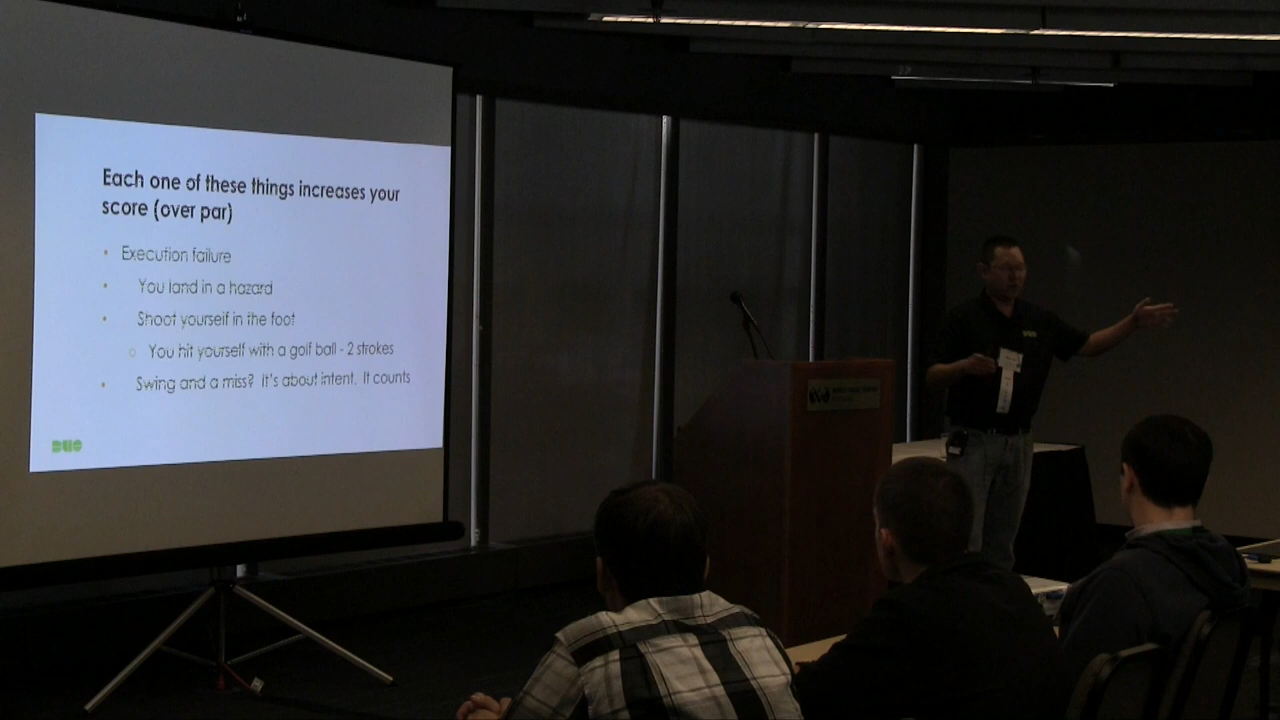 Each one of these things increases your
score (over par)
• Execution failure
• You land in a hazard
• Shoot yourself in the foot
○ You hit yourself with a golf ball - 2 strokes
• Swing and a miss? It's about intent. It counts
DUO